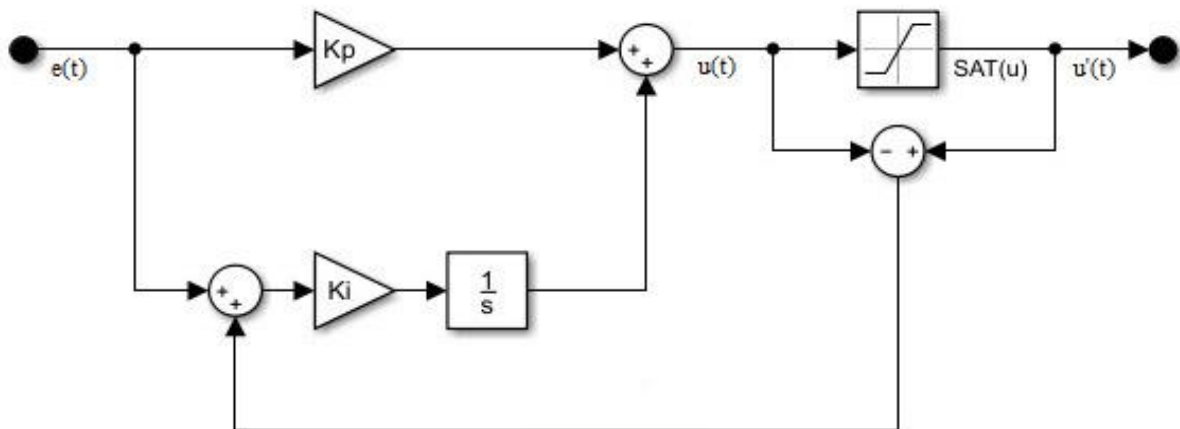 Kp
+
+
e(t)
u(t)
SAT(u)
u'(t)
- +
+
+
Ki
1
s